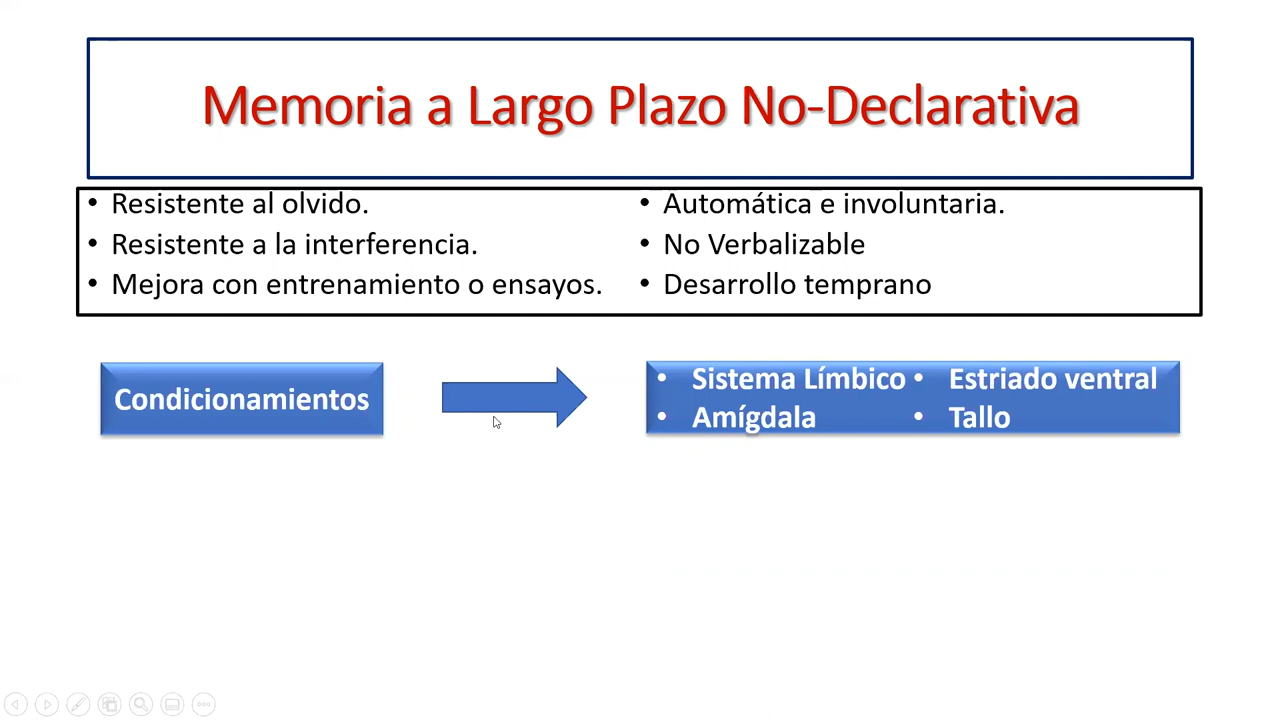 Memoria a Largo Plazo No-Declarativa
• Resistente al olvido.
• Resistente a la interferencia.
• Mejora con entrenamiento o ensayos.
• Automática e involuntaria.
• No Verbalizable
• Desarrollo temprano
Condicionamientos
• Sistema Límbico
• Amígdala
• Estriado ventral
• Tallo